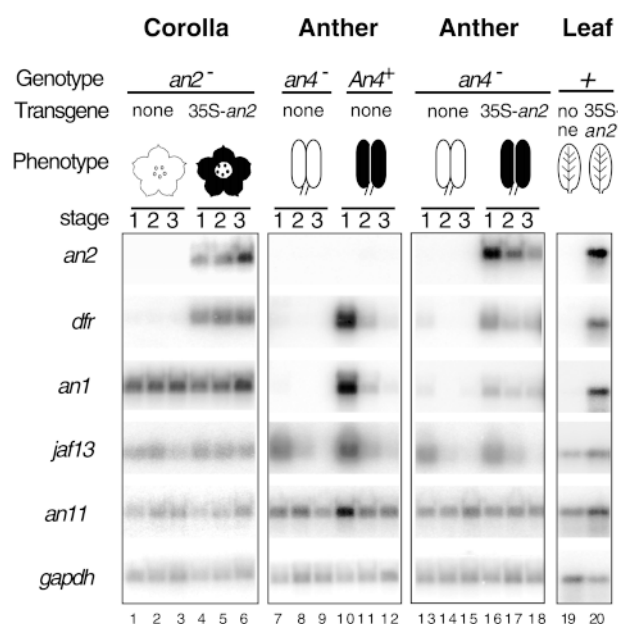 Corolla Anther Anther Leaf
Genotype an2⁻ an4⁻ An4⁺ an4⁻ +
Transgene none 35S-an2 none none none 35S-an2 no ne 35S- an2
Phenotype
stage 1 2 3 1 2 3 1 2 3 1 2 3 1 2 3 1 2 3
an2
dfr
an1
jaf13
an11
gapdh
1 2 3 4 5 6 7 8 9 10 11 12 13 14 15 16 17 18 19 20